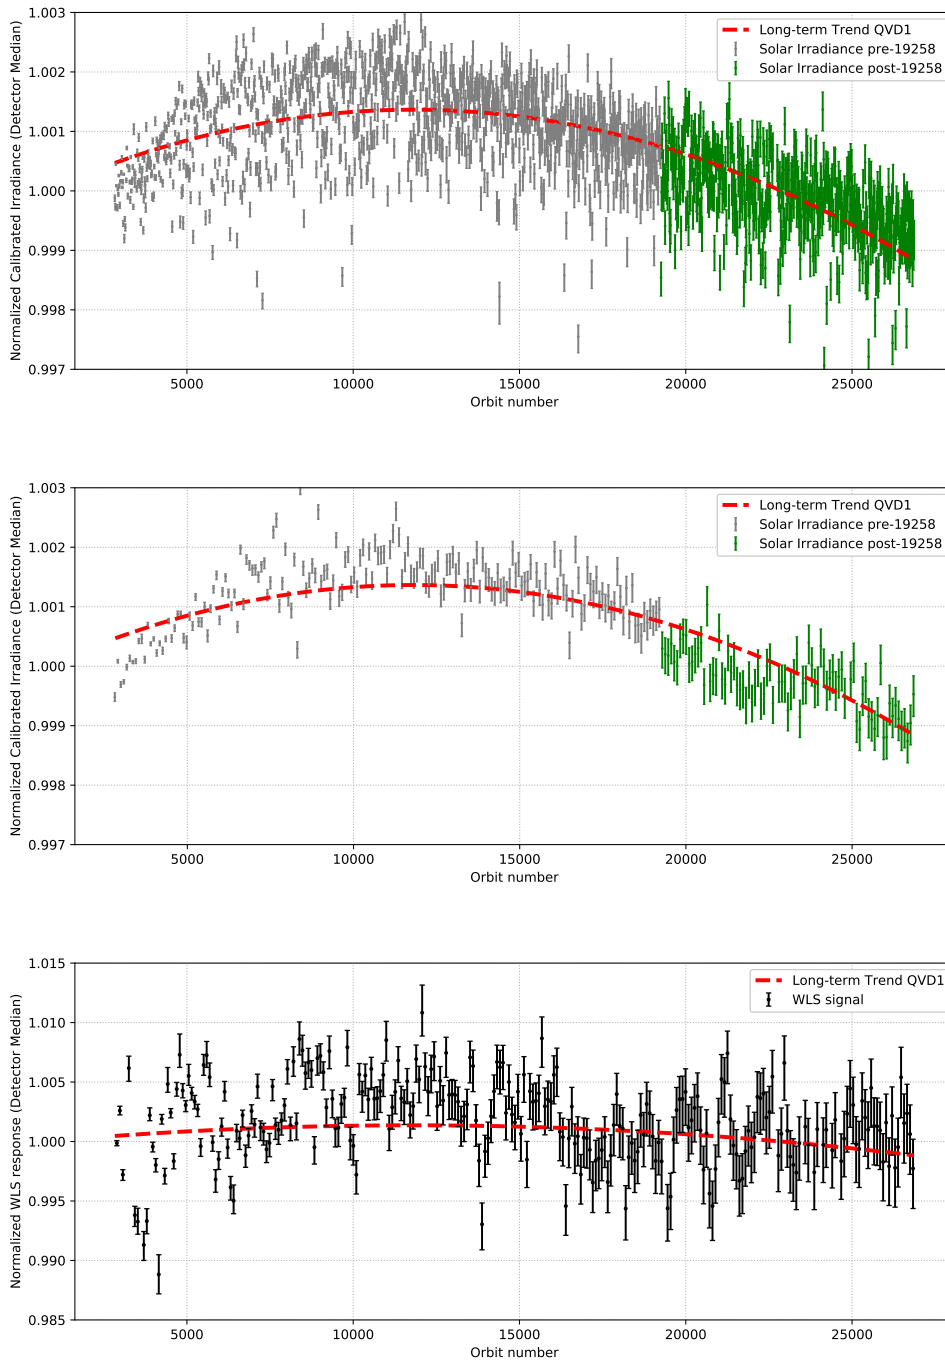 1.003
1.002
1.001
1.000
0.999
0.998
0.997
Normalized Calibrated Irradiance (Detector Median)
Long-term Trend QVD1
Solar Irradiance pre-19258
Solar Irradiance post-19258
5000 10000 15000 20000 25000
Orbit number
1.003
1.002
1.001
1.000
0.999
0.998
0.997
Normalized Calibrated Irradiance (Detector Median)
Long-term Trend QVD1
Solar Irradiance pre-19258
Solar Irradiance post-19258
5000 10000 15000 20000 25000
Orbit number
1.015
1.010
1.005
1.000
0.995
0.990
0.985
Normalized WLS response (Detector Median)
Long-term Trend QVD1
WLS signal
5000 10000 15000 20000 25000
Orbit number